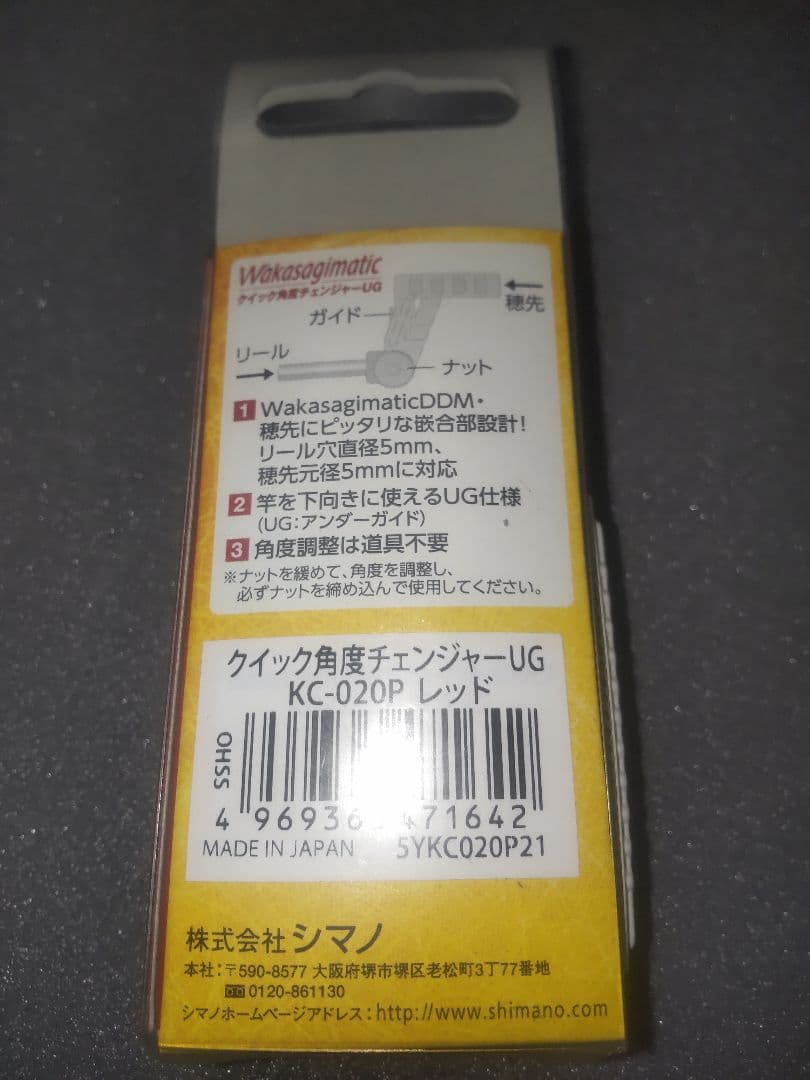 Wakasagimatic
クイック角度チェンジャーUG
穂先
ガイド
リール
ナット
1 WakasagimaticDDM・
穂先にピッタリな嵌合部設計!
リール穴直径5mm、
穂先元径5mmに対応
2 竿を下向きに使えるUG仕様
(UG:アンダーガイド)
3 角度調整は道具不要
※ナットを緩めて、角度を調整し、
必ずナットを締め込んで使用してください。
クイック角度チェンジャーUG
KC-020P レッド
OHSS
4 96936 471642
MADE IN JAPAN 5YKC020P21
株式会社シマノ
本社:〒590-8577 大阪府堺市堺区老松町3丁77番地
0120-861130
シマノホームページアドレス:http://www.shimano.com